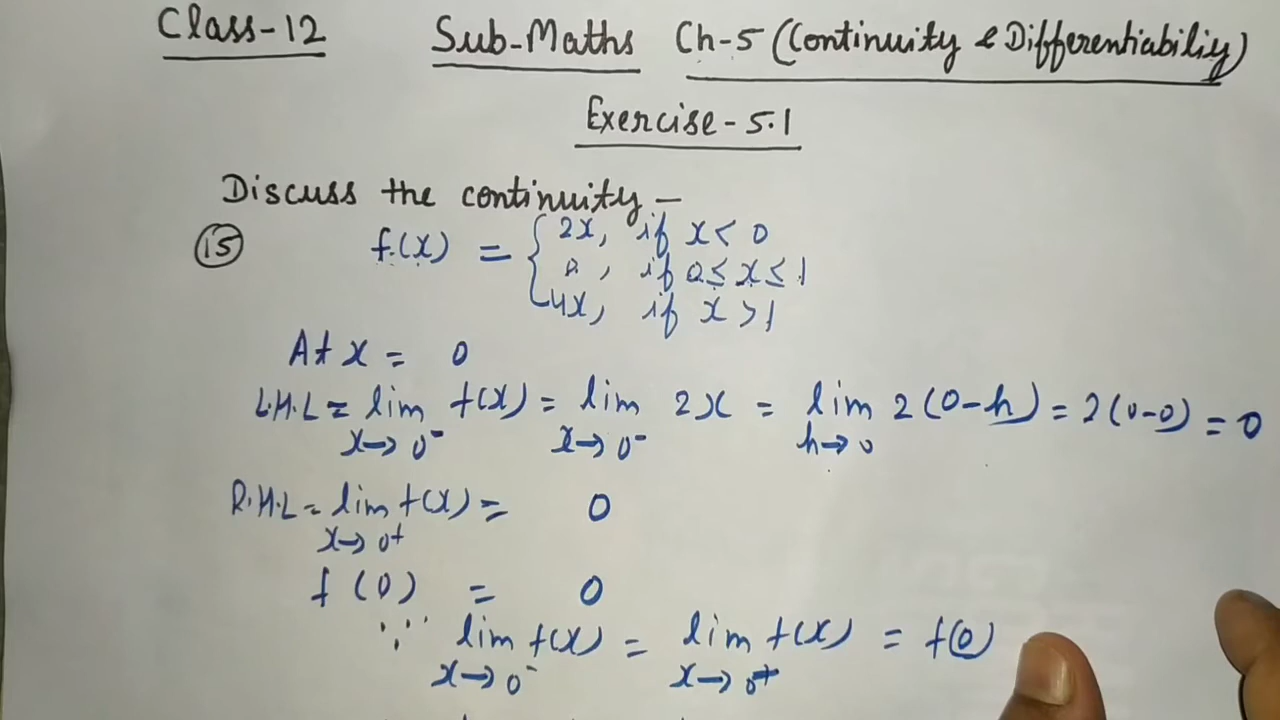 Class-12 Sub-Maths Ch-5 (Continuity & Differentiabiliy)
Exercise-5.1
Discuss the continuity –
(15) f(x) = { 2x, if x < 0
0, if 0 ≤ x ≤ 1
4x, if x > 1
At x = 0
L.H.L = lim x→0⁻ f(x) = lim x→0⁻ 2x = lim h→0 2(0-h) = 2(0-0) = 0
R.H.L = lim x→0⁺ f(x) = 0
f(0) = 0
∵ lim x→0⁻ f(x) = lim x→0⁺ f(x) = f(0)